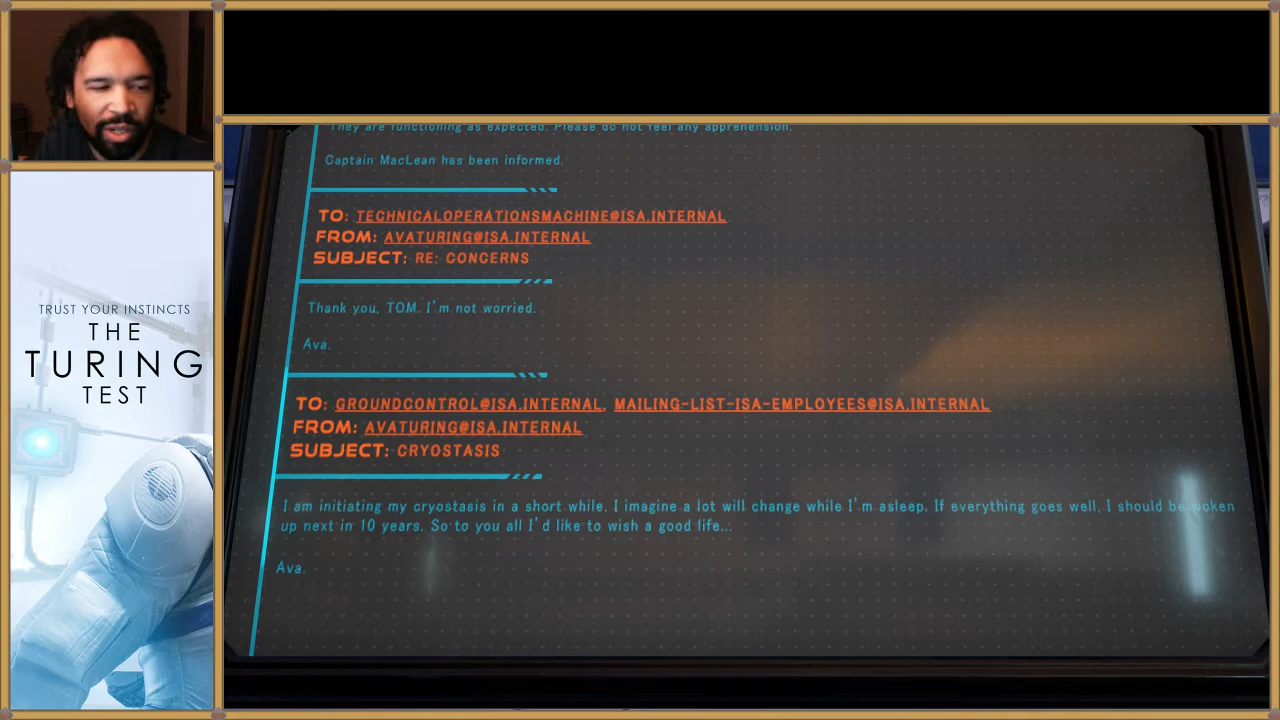 They are functioning as expected. Please do not feel any apprehension.
Captain MacLean has been informed.
TO: TECHNICALOPERATIONSMACHINE@ISA.INTERNAL
FROM: AVATURING@ISA.INTERNAL
SUBJECT: RE: CONCERNS
Thank you, TOM. I'm not worried.
Ava.
TO: GROUNDCONTROL@ISA.INTERNAL, MAILING-LIST-ISA-EMPLOYEES@ISA.INTERNAL
FROM: AVATURING@ISA.INTERNAL
SUBJECT: CRYOSTASIS
I am initiating my cryostasis in a short while. I imagine a lot will change while I'm asleep. If everything goes well, I should be woken
up next in 10 years. So to you all I'd like to wish a good life...
Ava.
TRUST YOUR INSTINCTS
THE
TURING
TEST